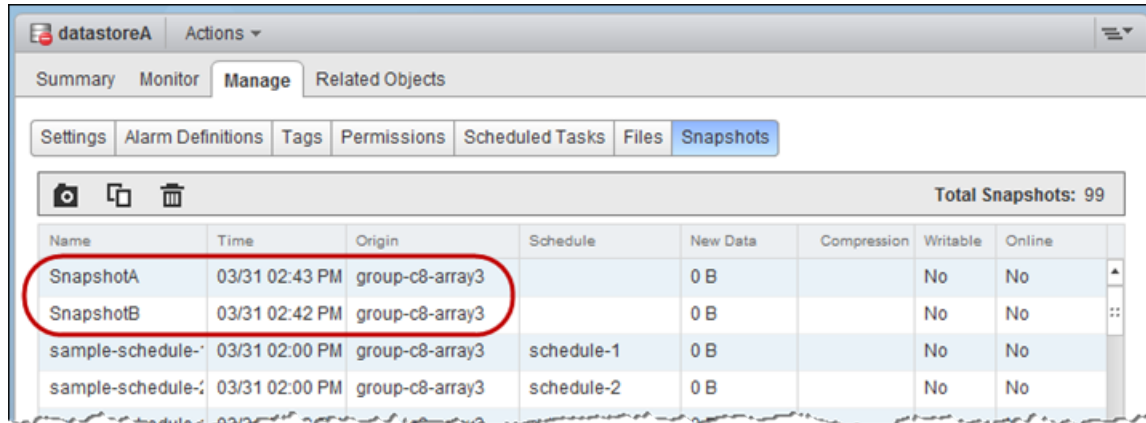 datastoreA Actions
Summary Monitor Manage Related Objects
Settings Alarm Definitions Tags Permissions Scheduled Tasks Files Snapshots
Total Snapshots: 99
Name Time Origin Schedule New Data Compression Writable Online
SnapshotA 03/31 02:43 PM group-c8-array3 0 B No No
SnapshotB 03/31 02:42 PM group-c8-array3 0 B No No
sample-schedule- 03/31 02:00 PM group-c8-array3 schedule-1 0 B No No
sample-schedule- 03/31 02:00 PM group-c8-array3 schedule-2 0 B No No